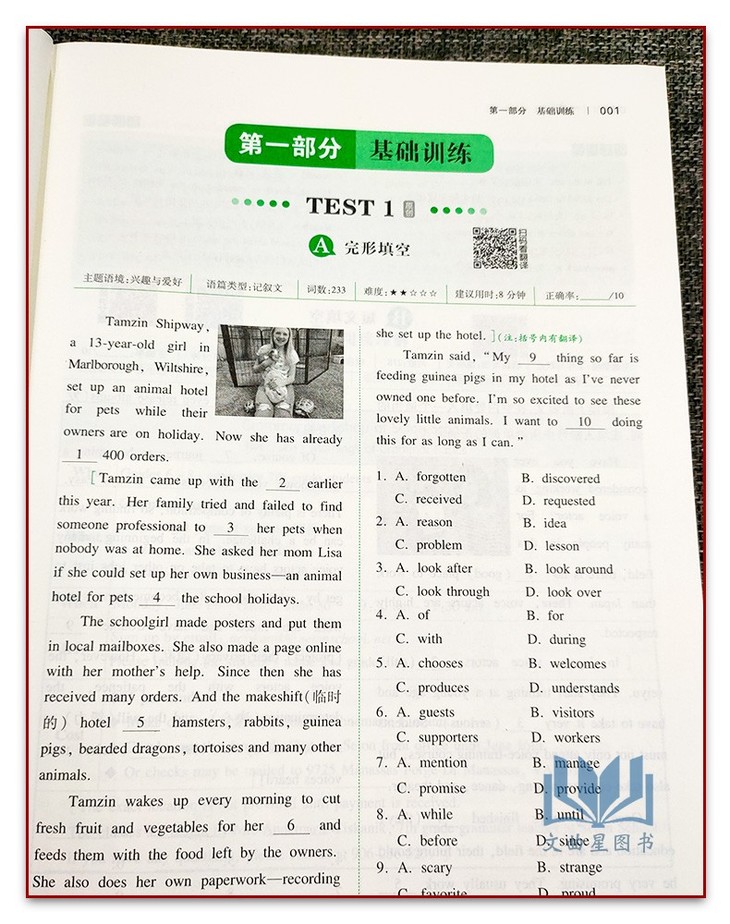 第一部分 基础训练 | 001
第一部分 基础训练
TEST 1 原创
A 完形填空
扫码看翻译
主题语境:兴趣与爱好 语篇类型:记叙文 词数:233 难度:★★☆☆☆ 建议用时:8 分钟 正确率:_____/10
Tamzin Shipway,
a 13-year-old girl in
Marlborough, Wiltshire,
set up an animal hotel
for pets while their
owners are on holiday. Now she has already
1 400 orders.
[Tamzin came up with the 2 earlier
this year. Her family tried and failed to find
someone professional to 3 her pets when
nobody was at home. She asked her mom Lisa
if she could set up her own business—an animal
hotel for pets 4 the school holidays.
The schoolgirl made posters and put them
in local mailboxes. She also made a page online
with her mother's help. Since then she has
received many orders. And the makeshift(临时
的) hotel 5 hamsters, rabbits, guinea
pigs, bearded dragons, tortoises and many other
animals.
Tamzin wakes up every morning to cut
fresh fruit and vegetables for her 6 and
feeds them with the food left by the owners.
She also does her own paperwork—recording
she set up the hotel. ](注:括号内有翻译)
Tamzin said, "My 9 thing so far is
feeding guinea pigs in my hotel as I've never
owned one before. I'm so excited to see these
lovely little animals. I want to 10 doing
this for as long as I can."
1. A. forgotten B. discovered
C. received D. requested
2. A. reason B. idea
C. problem D. lesson
3. A. look after B. look around
C. look through D. look over
4. A. of B. for
C. with D. during
5. A. chooses B. welcomes
C. produces D. understands
6. A. guests B. visitors
C. supporters D. workers
7. A. mention B. manage
C. promise D. provide
8. A. while B. until
C. before D. since
9. A. scary B. strange
C. favorite D. proud
文曲星图书